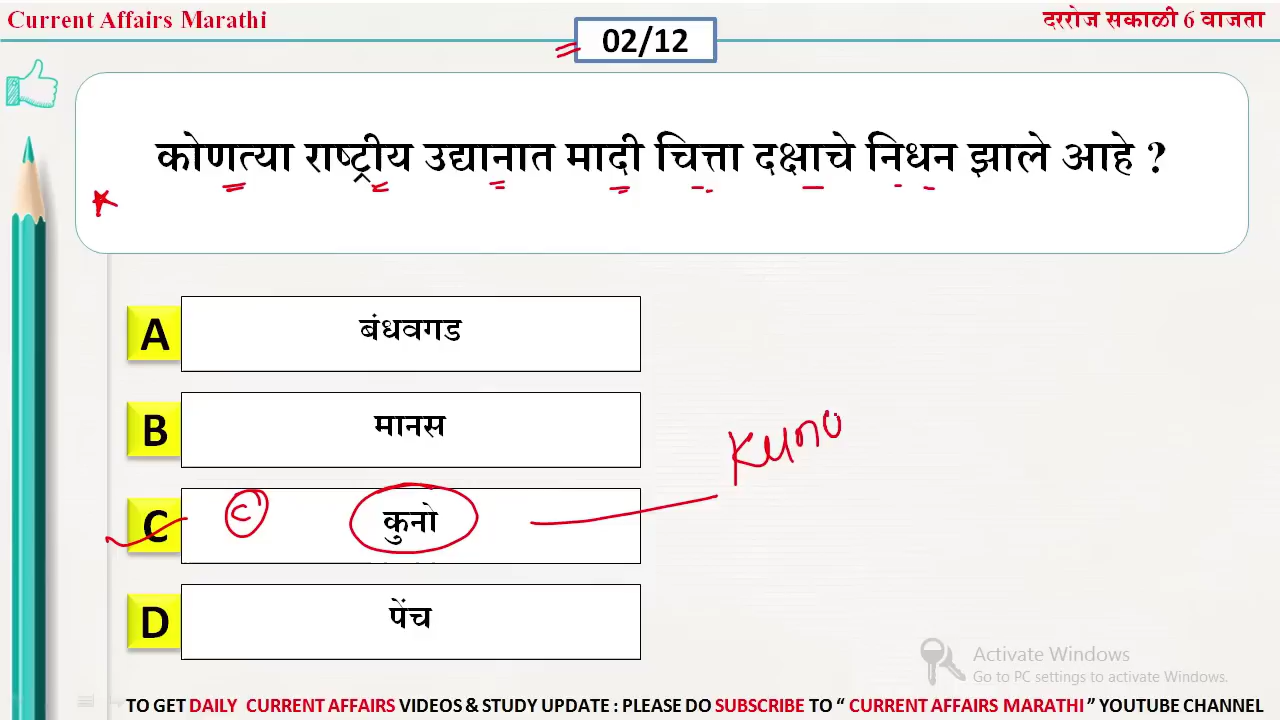 Current Affairs Marathi
दररोज सकाळी 6 वाजता
02/12
कोणत्या राष्ट्रीय उद्यानात मादी चित्ता दक्षाचे निधन झाले आहे ?
A बंधवगड
B मानस
C C कुनो Kuno
D पेंच
Activate Windows
Go to PC settings to activate Windows.
TO GET DAILY CURRENT AFFAIRS VIDEOS & STUDY UPDATE : PLEASE DO SUBSCRIBE TO “ CURRENT AFFAIRS MARATHI ” YOUTUBE CHANNEL